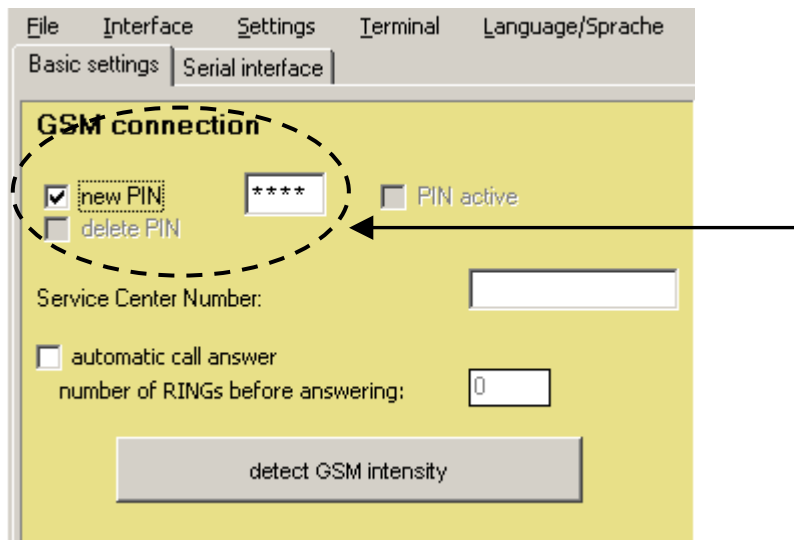 File Interface Settings Terminal Language/Sprache
Basic settings Serial interface
GSM connection
new PIN **** PIN active
delete PIN
Service Center Number:
automatic call answer
number of RINGs before answering: 0
detect GSM intensity